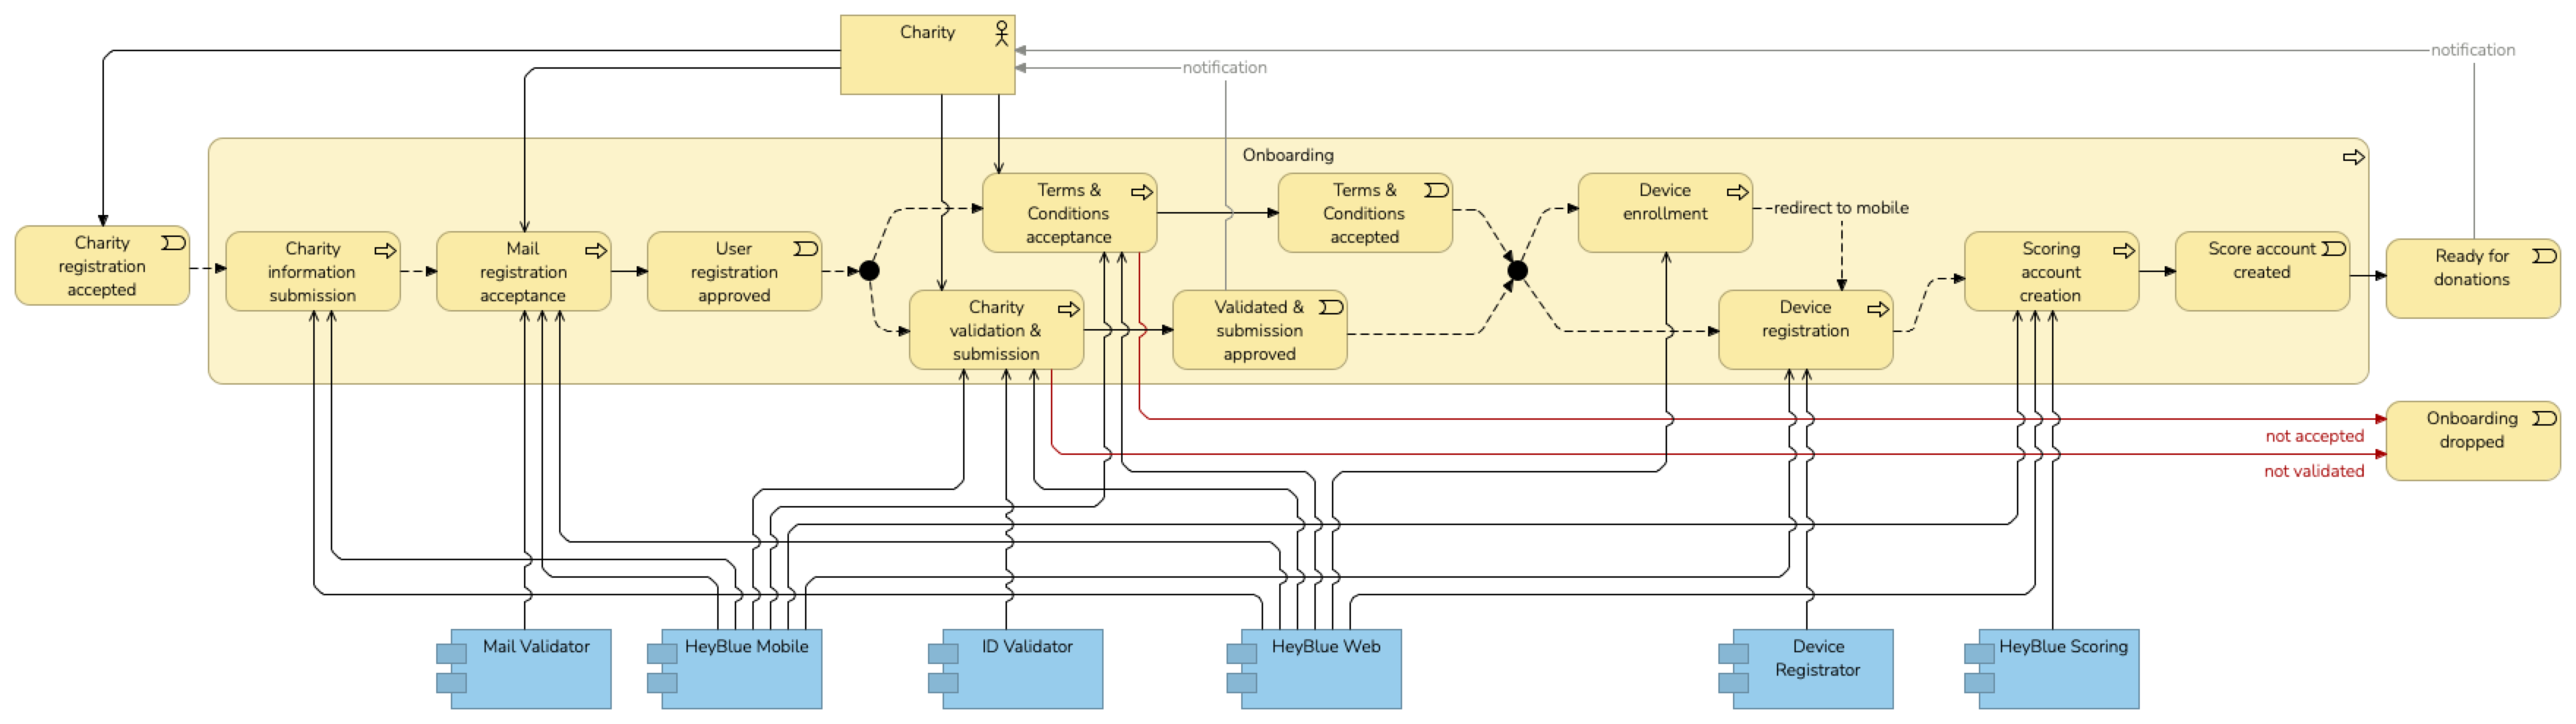 Charity
notification
notification
Onboarding
Charity
registration
accepted
Charity
information
submission
Mail
registration
acceptance
User
registration
approved
Terms &
Conditions
acceptance
Charity
validation &
submission
Terms &
Conditions
accepted
Validated &
submission
approved
Device
enrollment
redirect to mobile
Device
registration
Scoring
account
creation
Score account
created
Ready for
donations
Onboarding
dropped
not accepted
not validated
Mail Validator
HeyBlue Mobile
ID Validator
HeyBlue Web
Device
Registrator
HeyBlue Scoring